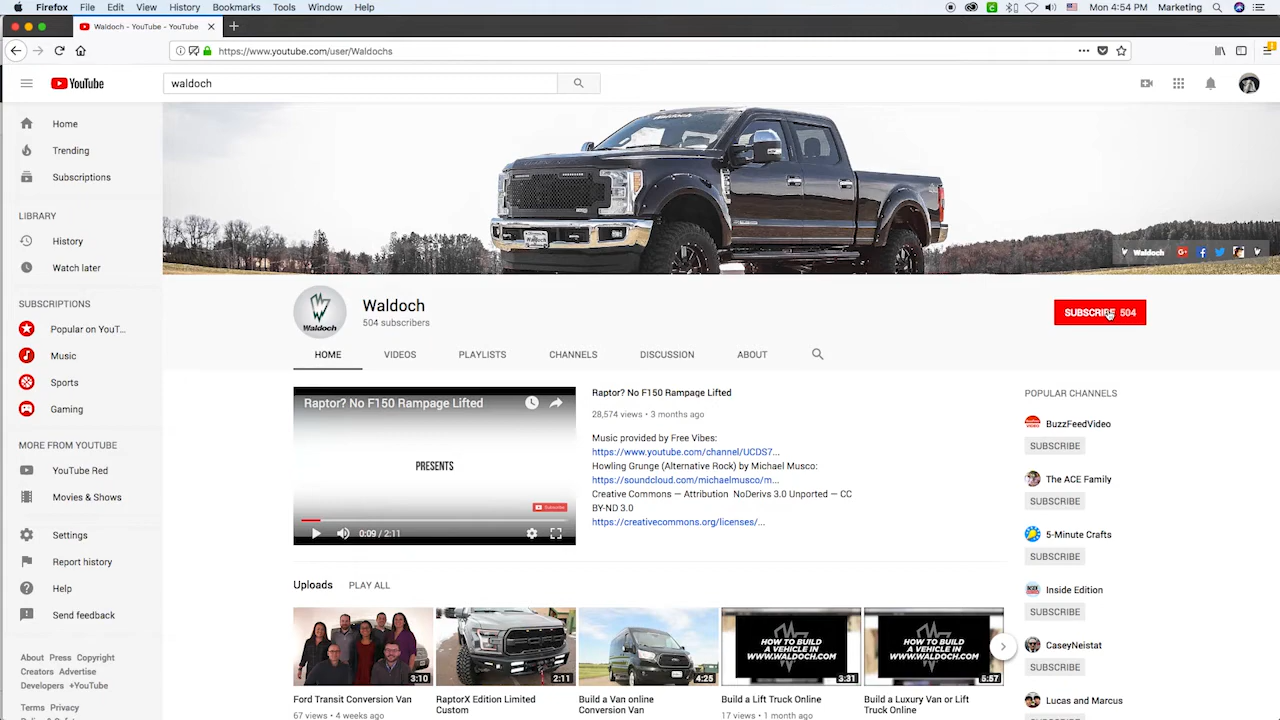 Firefox File Edit View History Bookmarks Tools Window Help
Mon 4:54 PM Marketing
Waldoch - YouTube - YouTube
https://www.youtube.com/user/Waldochs
YouTube
waldoch
Home
Trending
Subscriptions
LIBRARY
History
Watch later
SUBSCRIPTIONS
Popular on YouT...
Music
Sports
Gaming
MORE FROM YOUTUBE
YouTube Red
Movies & Shows
Settings
Report history
Help
Send feedback
About Press Copyright
Creators Advertise
Developers +YouTube
Terms Privacy
Waldoch
Waldoch
Waldoch
504 subscribers
SUBSCRIBE 504
HOME VIDEOS PLAYLISTS CHANNELS DISCUSSION ABOUT
Raptor? No F150 Rampage Lifted
PRESENTS
Subscribe
0:09 / 2:11
Raptor? No F150 Rampage Lifted
28,574 views • 3 months ago
Music provided by Free Vibes:
https://www.youtube.com/channel/UCDS7...
Howling Grunge (Alternative Rock) by Michael Musco:
https://soundcloud.com/michaelmusco/m...
Creative Commons — Attribution NoDerivs 3.0 Unported — CC
BY-ND 3.0
https://creativecommons.org/licenses/...
POPULAR CHANNELS
BuzzFeedVideo
SUBSCRIBE
The ACE Family
SUBSCRIBE
5-Minute Crafts
SUBSCRIBE
Inside Edition
SUBSCRIBE
CaseyNeistat
SUBSCRIBE
Lucas and Marcus
Uploads PLAY ALL
3:10
Ford Transit Conversion Van
67 views • 4 weeks ago
2:11
RaptorX Edition Limited
Custom
4:25
Build a Van online
Conversion Van
HOW TO BUILD
A VEHICLE IN
WWW.WALDOCH.COM
3:31
Build a Lift Truck Online
17 views • 1 month ago
HOW TO BUILD
A VEHICLE IN
WWW.WALDOCH.COM
5:57
Build a Luxury Van or Lift
Truck Online